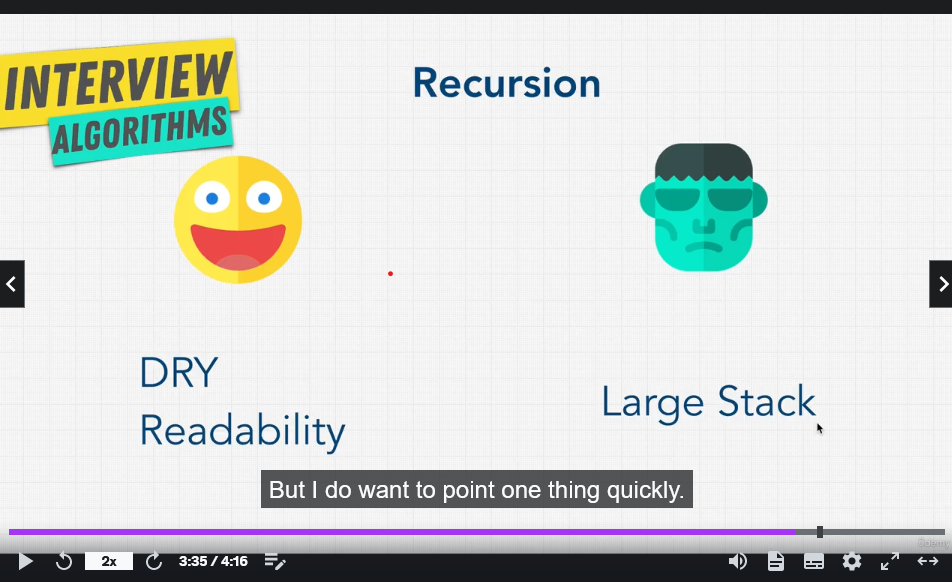 INTERVIEW
ALGORITHMS
Recursion
DRY
Readability
Large Stack
But I do want to point one thing quickly.
Udemy
2x
3:35 / 4:16